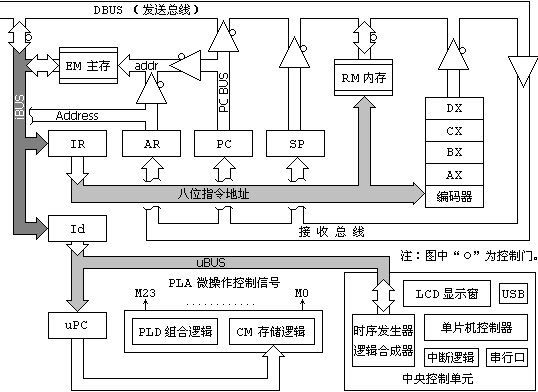 DBUS （发送总线）
EM 主存
addr
PC BUS
RM 内存
iBUS
Address
DX
CX
BX
AX
编码器
IR
AR
PC
SP
八位指令地址
Id
接 收 总 线
注：图中“○”为控制门。
uBUS
PLA 微操作控制信号
M23
············
M0
LCD 显示窗
USB
uPC
PLD 组合逻辑
CM 存储逻辑
时序发生器
逻辑合成器
单片机控制器
中断逻辑
串行口
中央控制单元